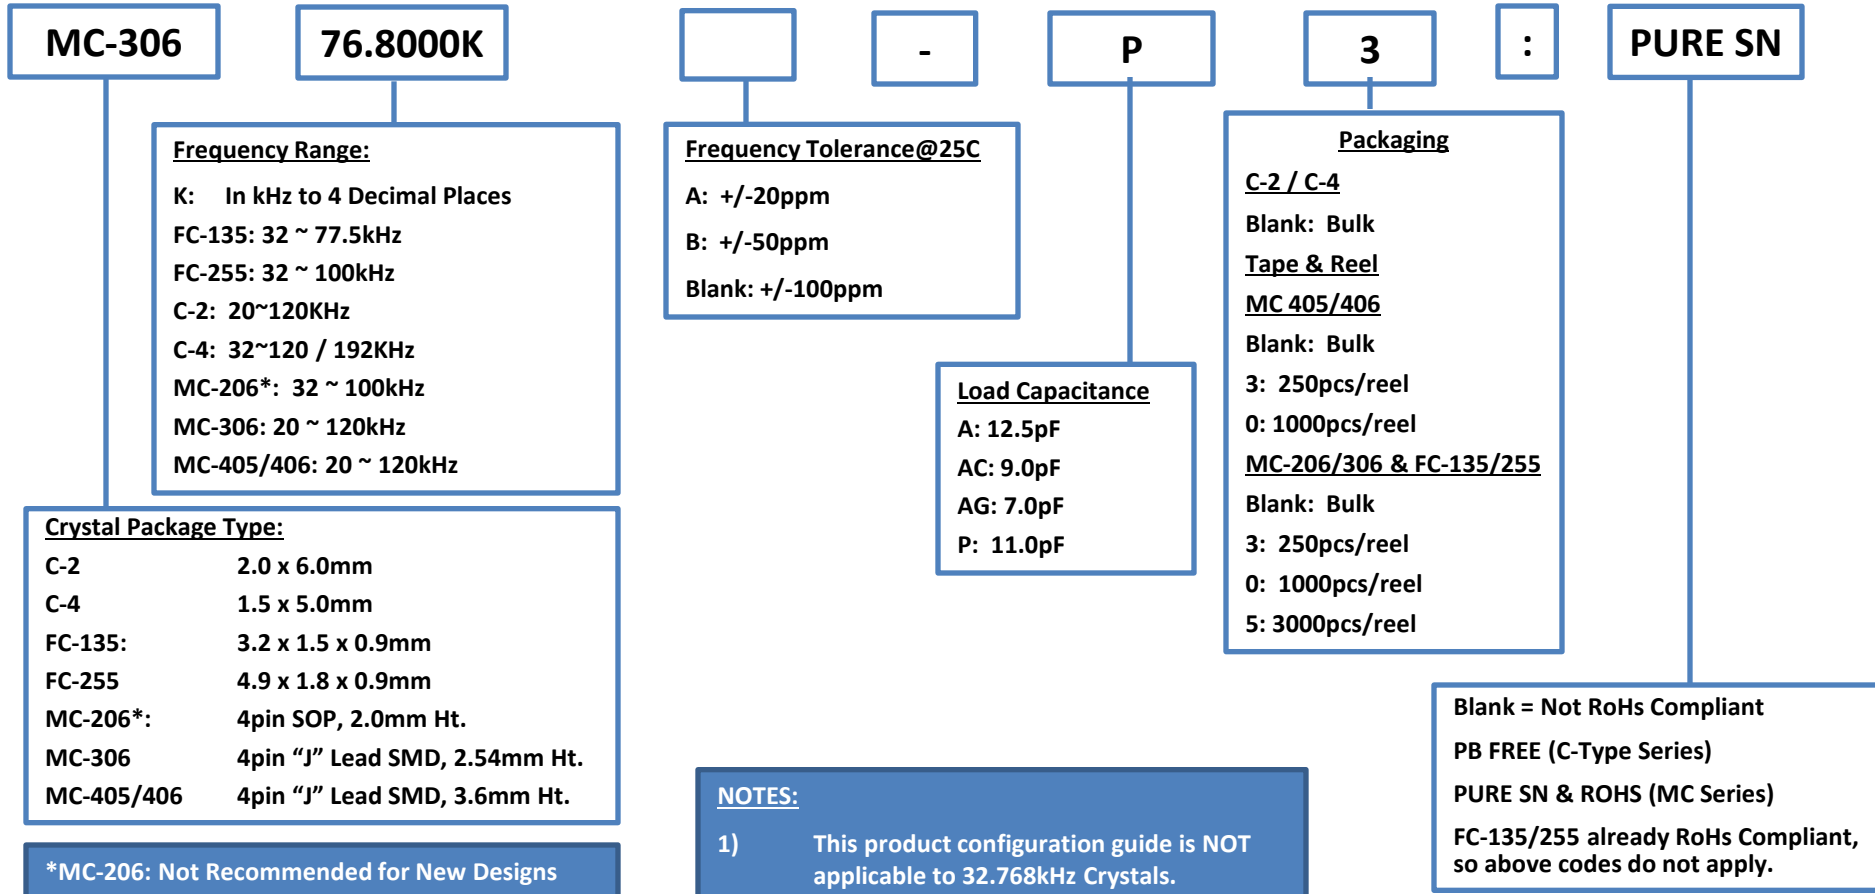 MC-306 76.8000K - P 3 : PURE SN
Frequency Range:
K: In kHz to 4 Decimal Places
FC-135: 32 ~ 77.5kHz
FC-255: 32 ~ 100kHz
C-2: 20~120KHz
C-4: 32~120 / 192KHz
MC-206*: 32 ~ 100kHz
MC-306: 20 ~ 120kHz
MC-405/406: 20 ~ 120kHz
Crystal Package Type:
C-2 2.0 x 6.0mm
C-4 1.5 x 5.0mm
FC-135: 3.2 x 1.5 x 0.9mm
FC-255 4.9 x 1.8 x 0.9mm
MC-206*: 4pin SOP, 2.0mm Ht.
MC-306 4pin “J” Lead SMD, 2.54mm Ht.
MC-405/406 4pin “J” Lead SMD, 3.6mm Ht.
*MC-206: Not Recommended for New Designs
Frequency Tolerance@25C
A: +/-20ppm
B: +/-50ppm
Blank: +/-100ppm
Load Capacitance
A: 12.5pF
AC: 9.0pF
AG: 7.0pF
P: 11.0pF
Packaging
C-2 / C-4
Blank: Bulk
Tape & Reel
MC 405/406
Blank: Bulk
3: 250pcs/reel
0: 1000pcs/reel
MC-206/306 & FC-135/255
Blank: Bulk
3: 250pcs/reel
0: 1000pcs/reel
5: 3000pcs/reel
Blank = Not RoHs Compliant
PB FREE (C-Type Series)
PURE SN & ROHS (MC Series)
FC-135/255 already RoHs Compliant,
so above codes do not apply.
NOTES:
1) This product configuration guide is NOT
applicable to 32.768kHz Crystals.